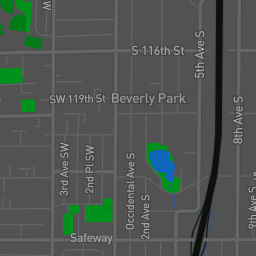 W
S 116th St
5th Ave S
SW 119th St
Beverly Park
8th Ave S
3rd Ave SW
2nd Pl SW
Occidental Ave S
2nd Ave S
9th Ave S
Safeway